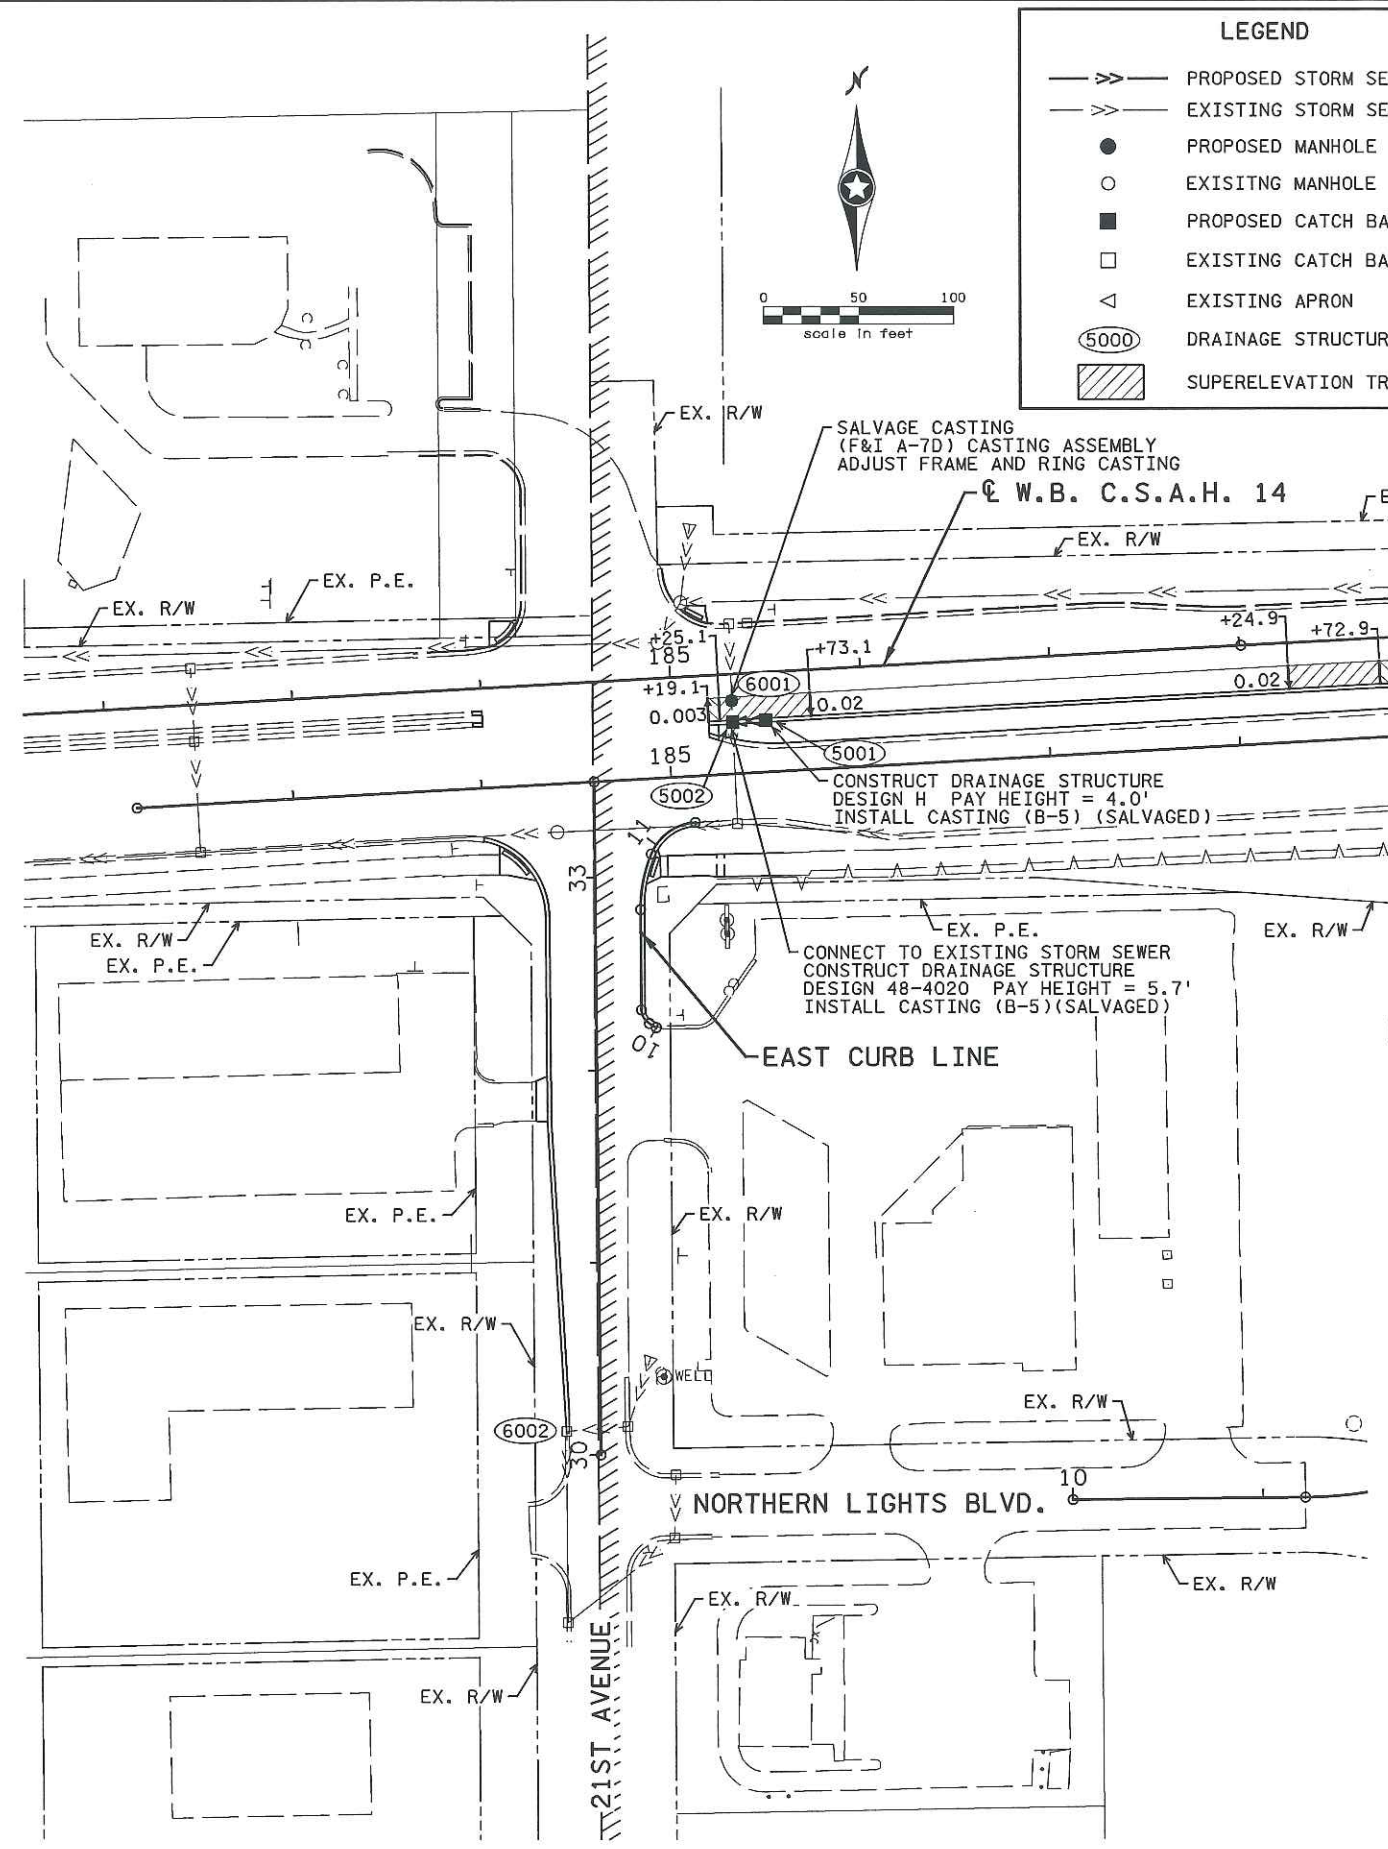 LEGEND
PROPOSED STORM SE
EXISTING STORM SE
PROPOSED MANHOLE
EXISITNG MANHOLE
PROPOSED CATCH BA
EXISTING CATCH BA
EXISTING APRON
5000 DRAINAGE STRUCTUR
SUPERELEVATION TR
N
0 50 100
scale in feet
EX. R/W
SALVAGE CASTING
(F&I A-7D) CASTING ASSEMBLY
ADJUST FRAME AND RING CASTING
℄ W.B. C.S.A.H. 14
E
EX. R/W
EX. P.E.
EX. R/W
+25.1
185
+73.1
+24.9
+72.9
+19.1
6001
0.003
0.02
0.02
185
5001
5002
CONSTRUCT DRAINAGE STRUCTURE
DESIGN H PAY HEIGHT = 4.0'
INSTALL CASTING (B-5) (SALVAGED)
11
33
EX. R/W
EX. P.E.
EX. P.E.
EX. R/W
CONNECT TO EXISTING STORM SEWER
CONSTRUCT DRAINAGE STRUCTURE
DESIGN 48-4020 PAY HEIGHT = 5.7'
INSTALL CASTING (B-5)(SALVAGED)
10
EAST CURB LINE
EX. P.E.
EX. R/W
EX. R/W
WELL
EX. R/W
6002
30
10
NORTHERN LIGHTS BLVD.
EX. P.E.
EX. R/W
EX. R/W
EX. R/W
21ST AVENUE